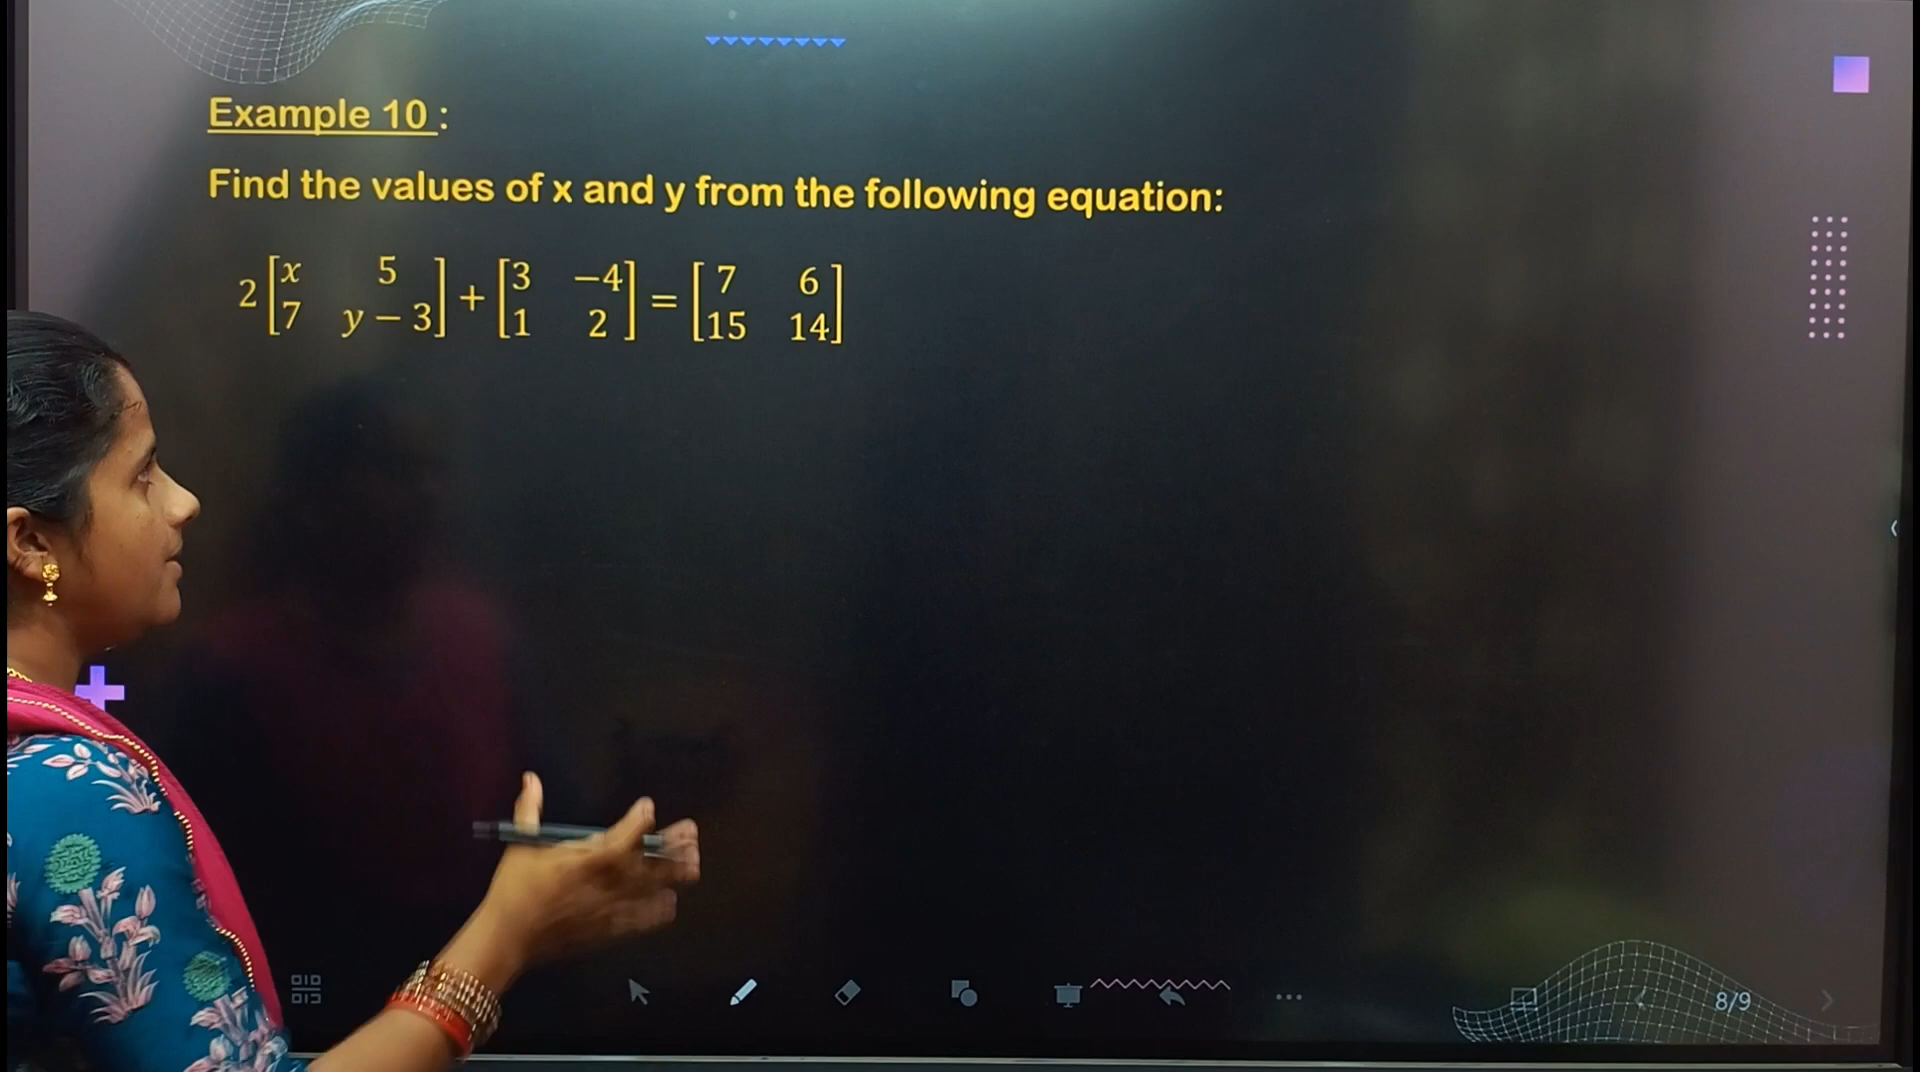 Example 10 :
Find the values of x and y from the following equation:
2 [x 5
7 y − 3] + [3 −4
1 2] = [7 6
15 14]
8/9